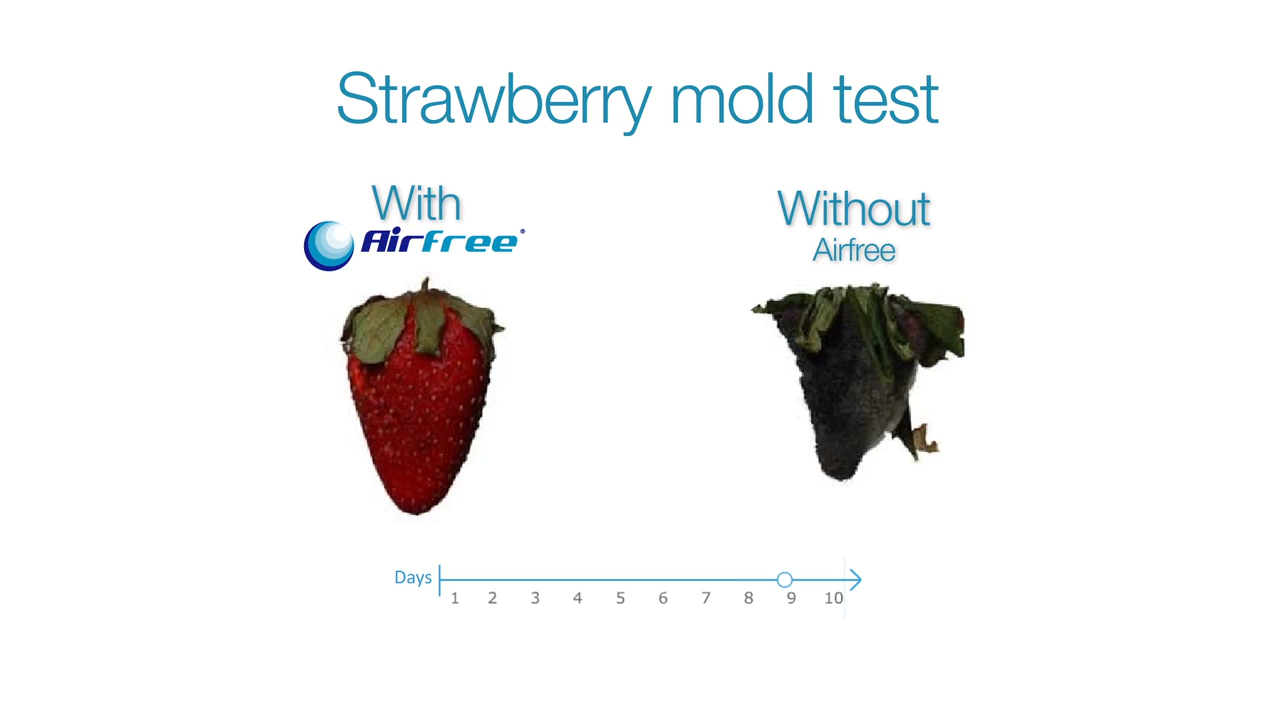 Strawberry mold test
With
Airfree®
Without
Airfree
Days
1 2 3 4 5 6 7 8 9 10